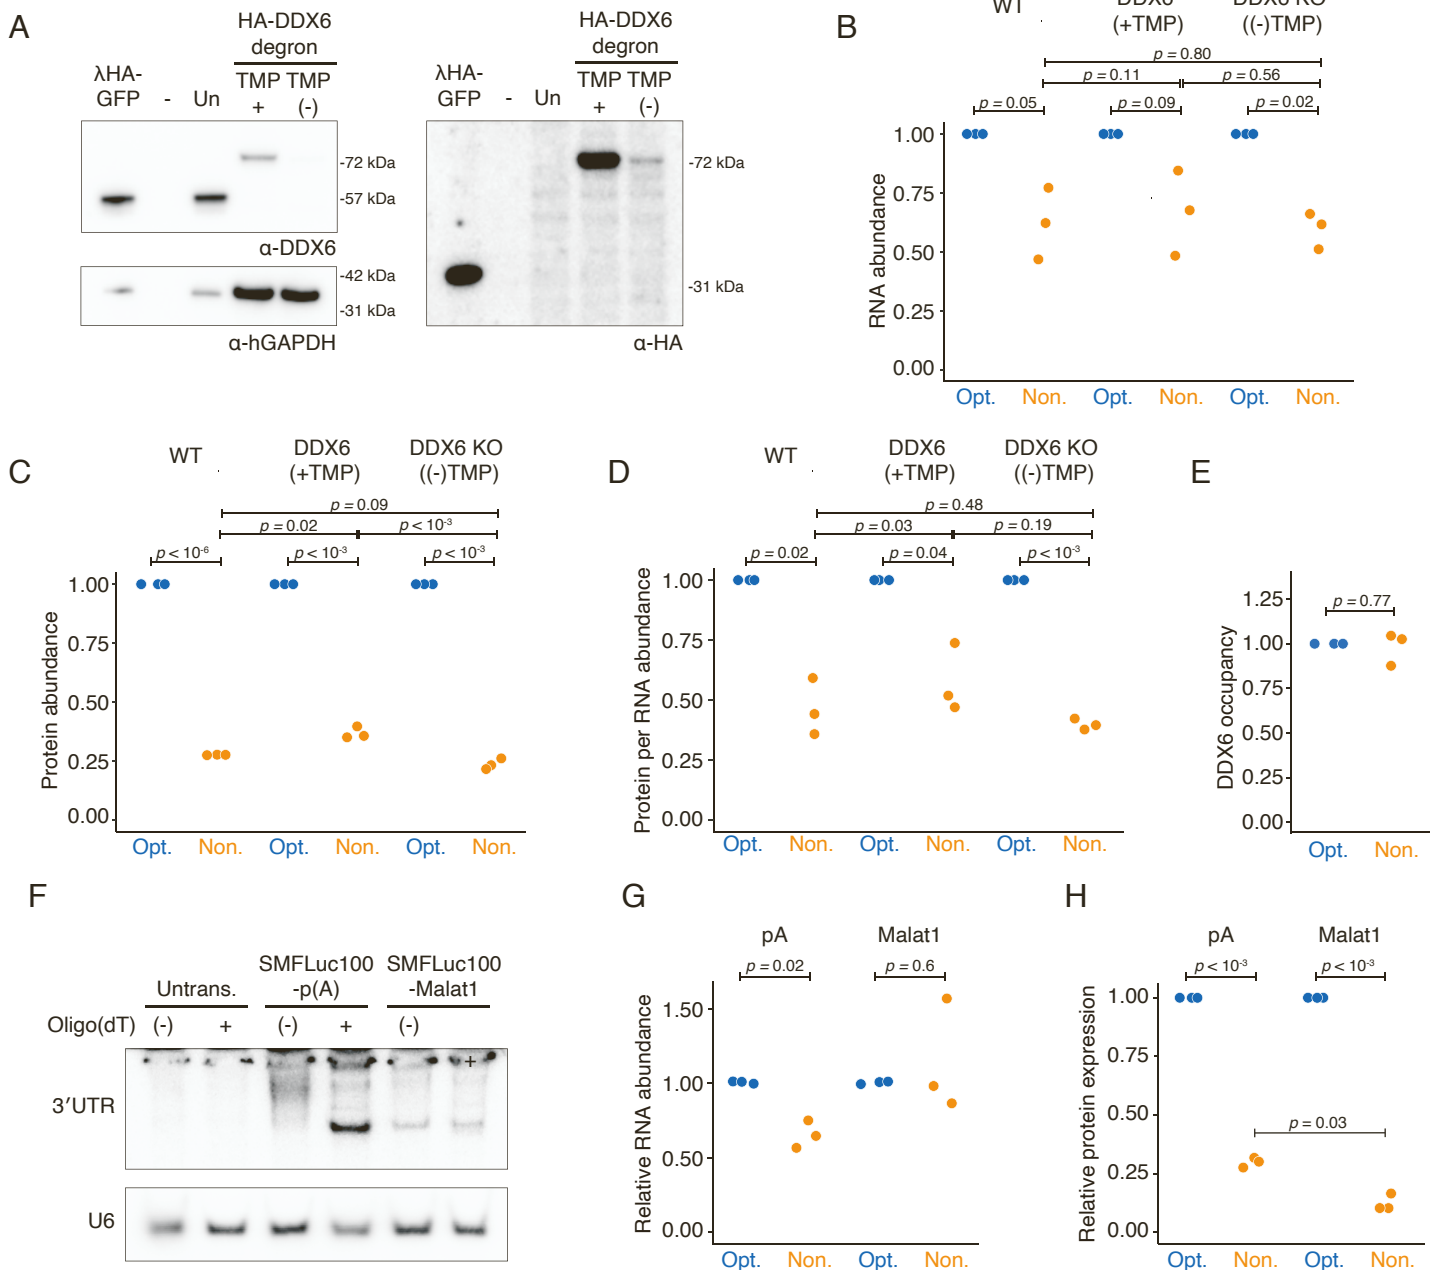 A
HA-DDX6
degron
λHA-
GFP
-
Un
TMP
+
TMP
(-)
-72 kDa
-57 kDa
α-DDX6
-42 kDa
-31 kDa
α-hGAPDH
HA-DDX6
degron
λHA-
GFP
-
Un
TMP
+
TMP
(-)
-72 kDa
-31 kDa
α-HA
B
WT
DDX6
(+TMP)
DDX6 KO
((-)TMP)
p = 0.80
p = 0.11
p = 0.56
p = 0.05
p = 0.09
p = 0.02
RNA abundance
1.00
0.75
0.50
0.25
0.00
Opt.
Non.
Opt.
Non.
Opt.
Non.
C
WT
DDX6
(+TMP)
DDX6 KO
((-)TMP)
p = 0.09
p = 0.02
p < 10⁻³
p < 10⁻⁶
p < 10⁻³
p < 10⁻³
Protein abundance
1.00
0.75
0.50
0.25
0.00
Opt.
Non.
Opt.
Non.
Opt.
Non.
D
WT
DDX6
(+TMP)
DDX6 KO
((-)TMP)
p = 0.48
p = 0.03
p = 0.19
p = 0.02
p = 0.04
p < 10⁻³
Protein per RNA abundance
1.00
0.75
0.50
0.25
0.00
Opt.
Non.
Opt.
Non.
Opt.
Non.
E
p = 0.77
DDX6 occupancy
1.25
1.00
0.75
0.50
0.25
0.00
Opt.
Non.
F
Untrans.
SMFLuc100
-p(A)
SMFLuc100
-Malat1
Oligo(dT)
(-)
+
(-)
+
(-)
+
3′UTR
U6
G
pA
Malat1
p = 0.02
p = 0.6
Relative RNA abundance
1.50
1.00
0.50
0.00
Opt.
Non.
Opt.
Non.
H
pA
Malat1
p < 10⁻³
p < 10⁻³
p = 0.03
Relative protein expression
1.00
0.75
0.50
0.25
0.00
Opt.
Non.
Opt.
Non.